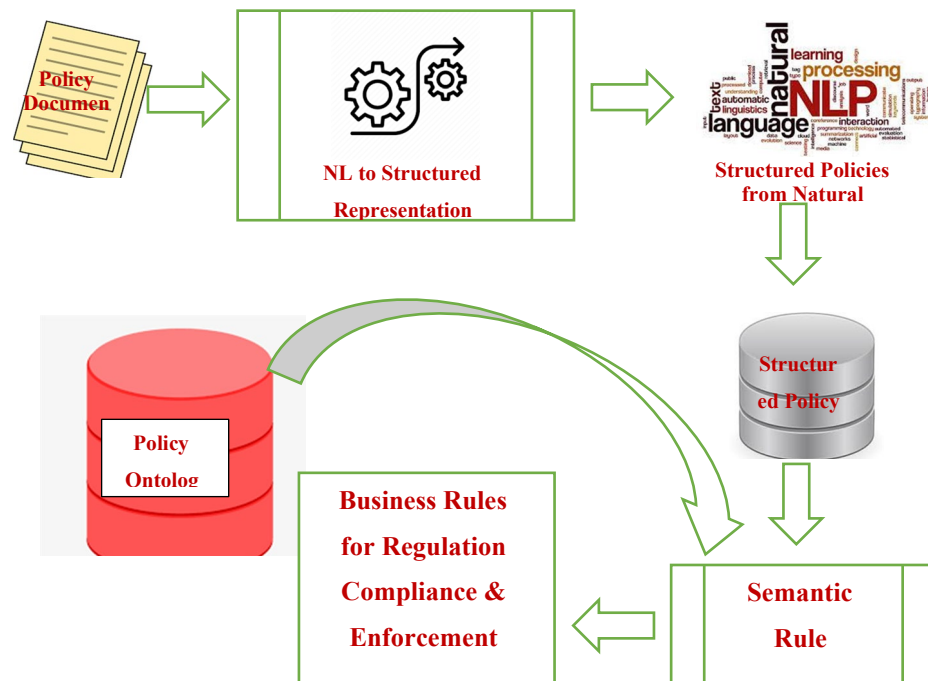 Policy
Documen
NL to Structured
Representation
learning
processing
natural
text
automatic
linguistics
NLP
language
interaction
Structured Policies
from Natural
Structur
ed Policy
Policy
Ontolog
Business Rules
for Regulation
Compliance &
Enforcement
Semantic
Rule